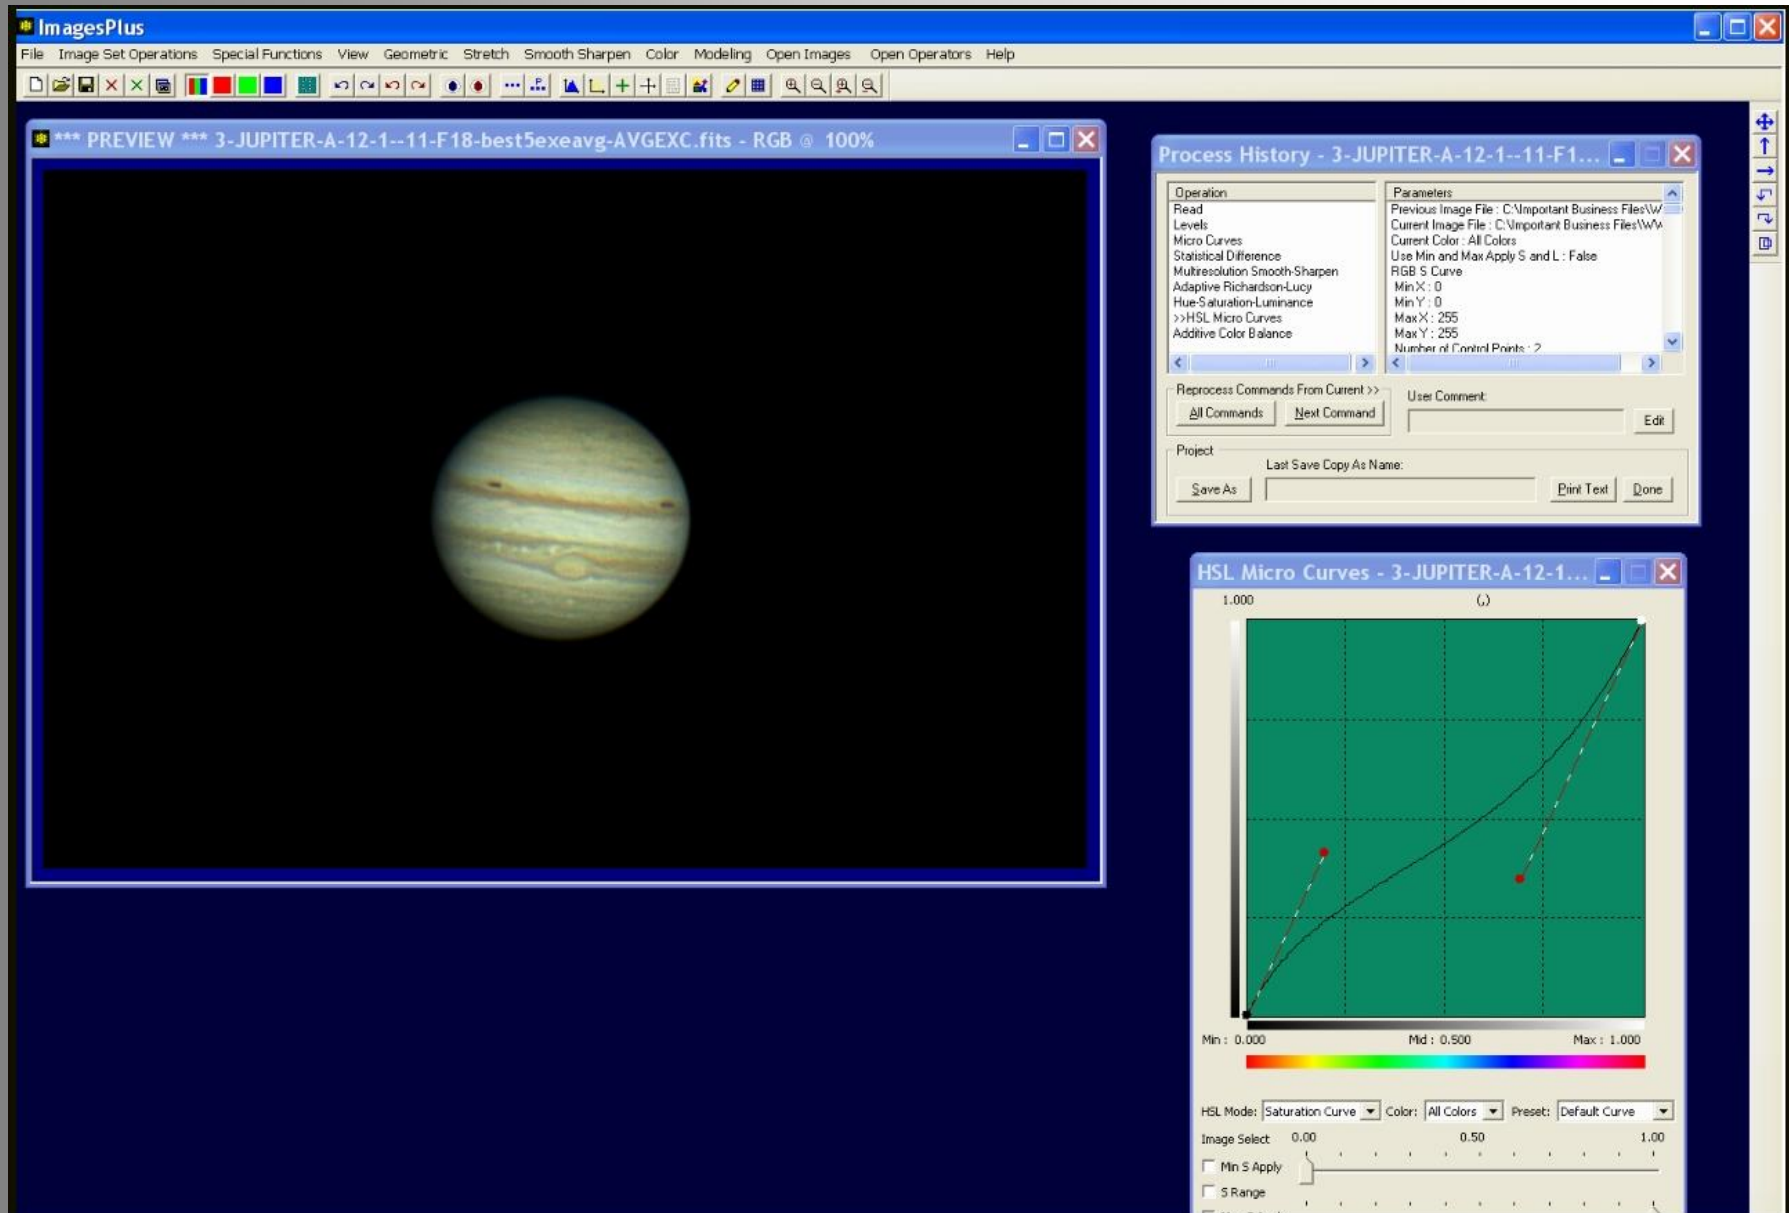 ImagesPlus
File Image Set Operations Special Functions View Geometric Stretch Smooth Sharpen Color Modeling Open Images Open Operators Help
*** PREVIEW *** 3-JUPITER-A-12-1--11-F18-best5exeavg-AVGEXC.fits - RGB @ 100%
Process History - 3-JUPITER-A-12-1--11-F1...
Operation
Read
Levels
Micro Curves
Statistical Difference
Multiresolution Smooth-Sharpen
Adaptive Richardson-Lucy
Hue-Saturation-Luminance
>>HSL Micro Curves
Additive Color Balance
Parameters
Previous Image File : C:\Important Business Files\W
Current Image File : C:\Important Business Files\WW
Current Color : All Colors
Use Min and Max Apply S and L : False
RGB S Curve
Min X : 0
Min Y : 0
Max X : 255
Max Y : 255
Number of Control Points : 2
Reprocess Commands From Current >>
All Commands Next Command
User Comment:
Edit
Project
Last Save Copy As Name:
Save As
Print Text Done
HSL Micro Curves - 3-JUPITER-A-12-1...
1.000 (,)
Min : 0.000 Mid : 0.500 Max : 1.000
HSL Mode: Saturation Curve Color: All Colors Preset: Default Curve
Image Select 0.00 0.50 1.00
Min S Apply
S Range